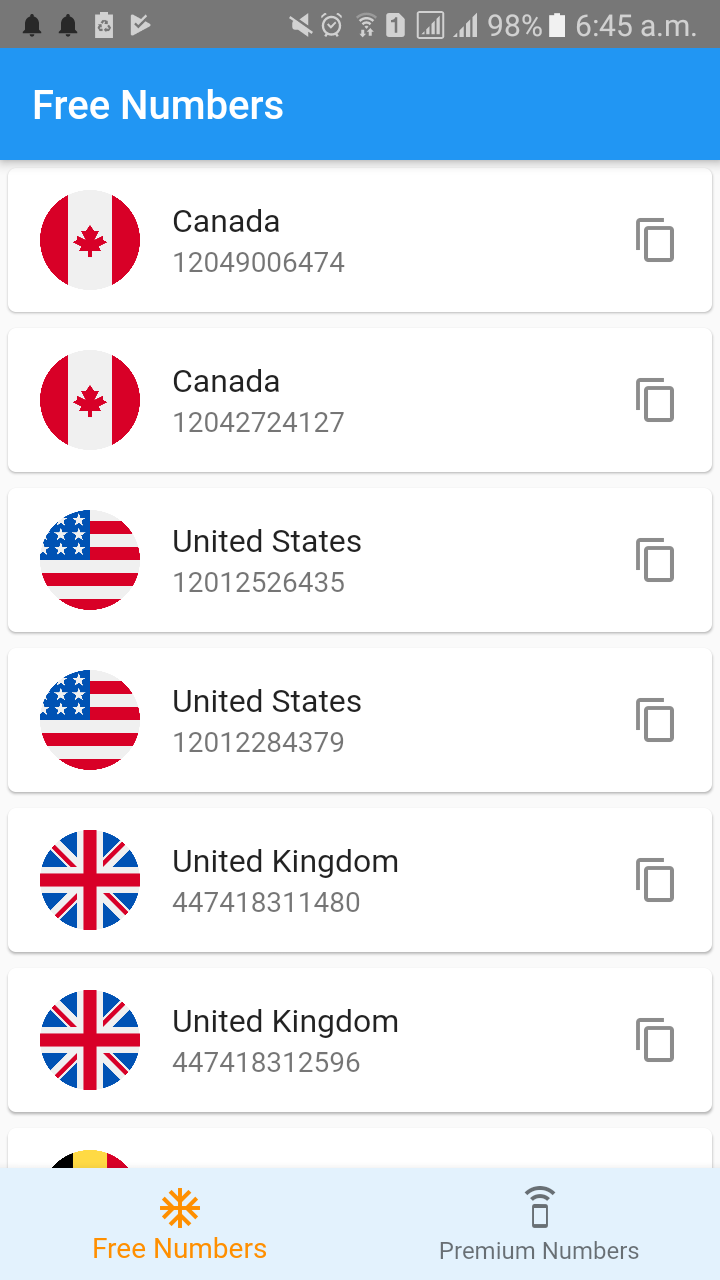 1 98% 6:45 a.m.
Free Numbers
Canada
12049006474
Canada
12042724127
United States
12012526435
United States
12012284379
United Kingdom
447418311480
United Kingdom
447418312596
Free Numbers
Premium Numbers